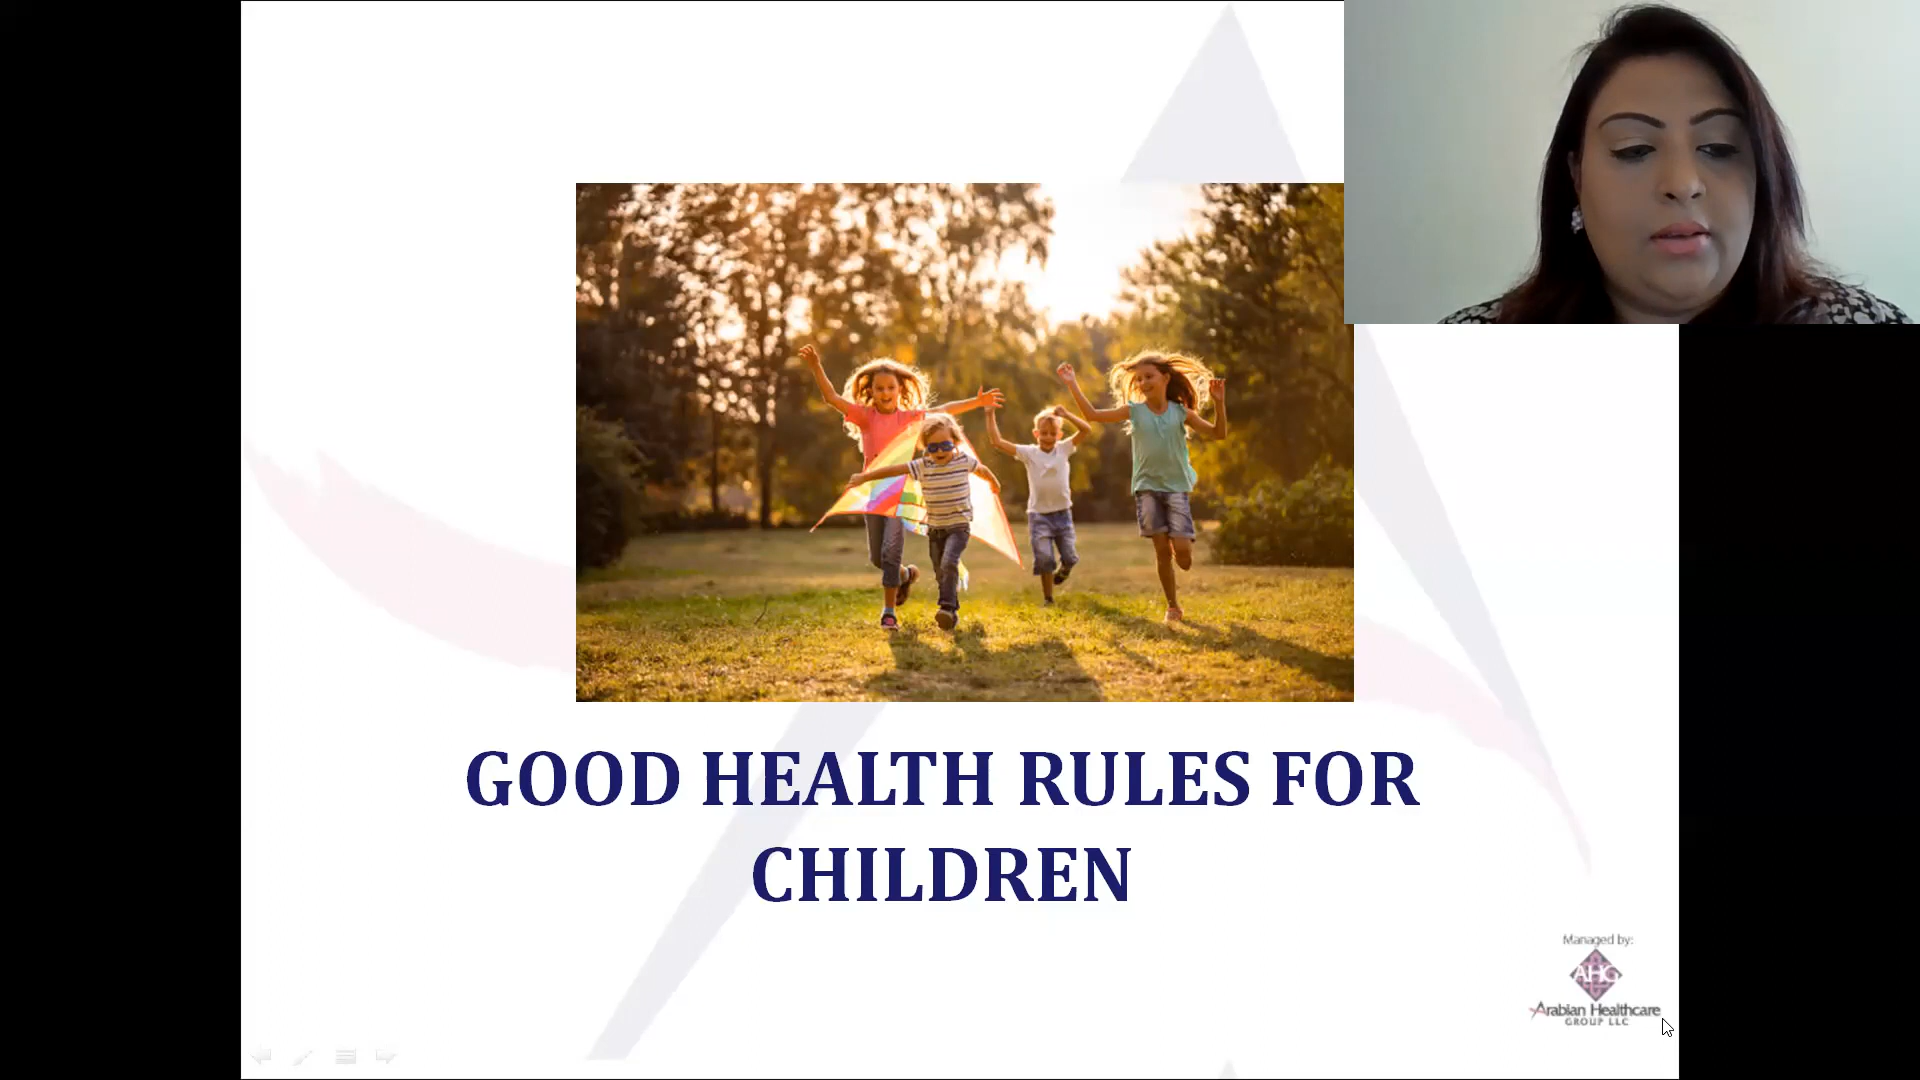 GOOD HEALTH RULES FOR
CHILDREN
Managed by:
AHG
Arabian Healthcare
GROUP LLC